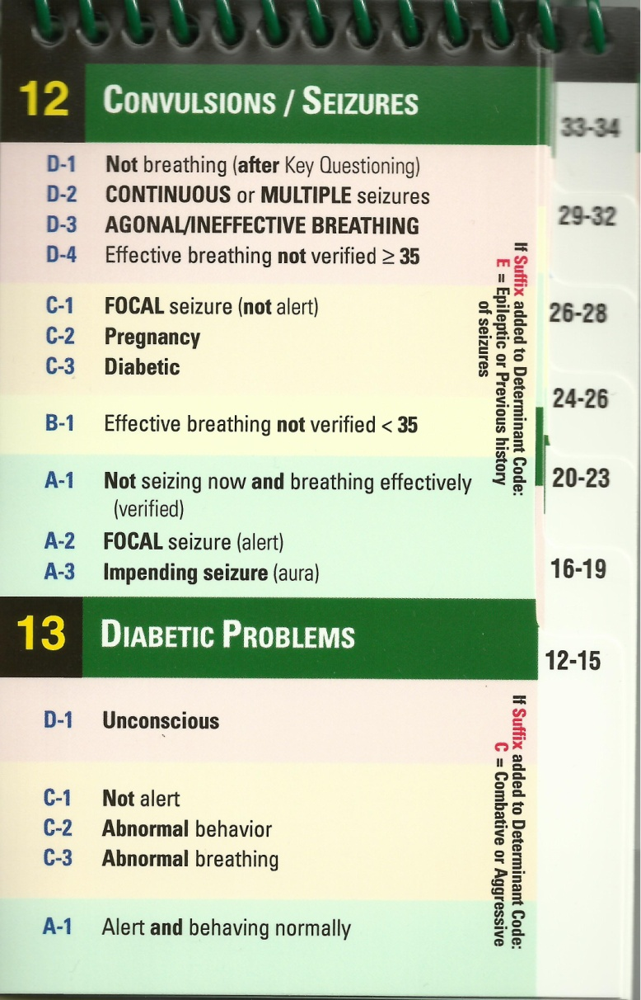 12 CONVULSIONS / SEIZURES
D-1 Not breathing (after Key Questioning)
D-2 CONTINUOUS or MULTIPLE seizures
D-3 AGONAL/INEFFECTIVE BREATHING
D-4 Effective breathing not verified ≥ 35
C-1 FOCAL seizure (not alert)
C-2 Pregnancy
C-3 Diabetic
B-1 Effective breathing not verified < 35
A-1 Not seizing now and breathing effectively
(verified)
A-2 FOCAL seizure (alert)
A-3 Impending seizure (aura)
If Suffix added to Determinant Code:
E = Epileptic or Previous history
of seizures
13 DIABETIC PROBLEMS
D-1 Unconscious
C-1 Not alert
C-2 Abnormal behavior
C-3 Abnormal breathing
A-1 Alert and behaving normally
If Suffix added to Determinant Code:
C = Combative or Aggressive
33-34
29-32
26-28
24-26
20-23
16-19
12-15